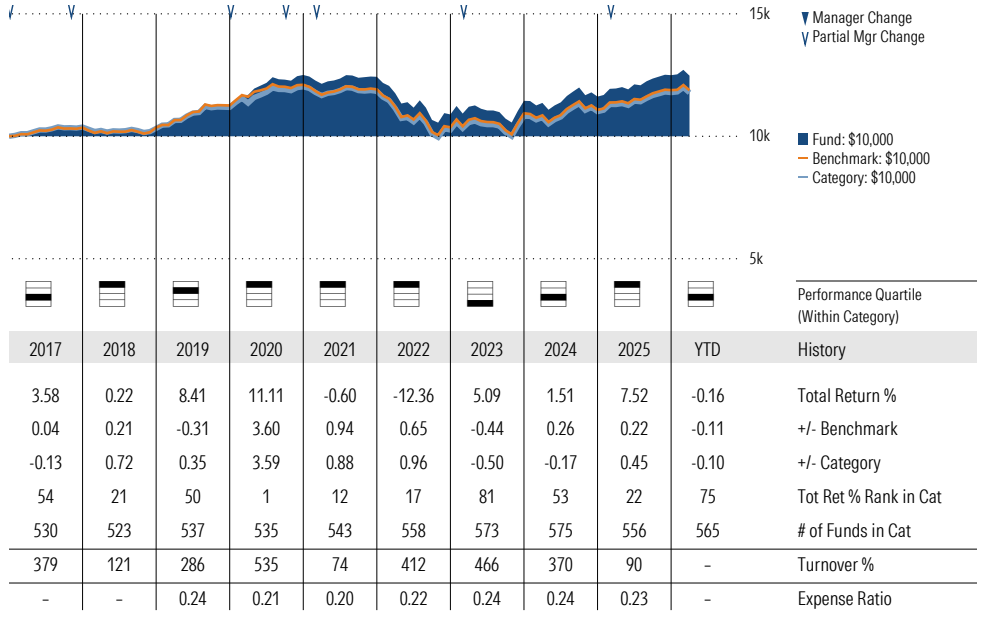 15k
Manager Change
Partial Mgr Change
10k
Fund: $10,000
Benchmark: $10,000
Category: $10,000
5k
Performance Quartile
(Within Category)
2017 2018 2019 2020 2021 2022 2023 2024 2025 YTD History
3.58 0.22 8.41 11.11 -0.60 -12.36 5.09 1.51 7.52 -0.16 Total Return %
0.04 0.21 -0.31 3.60 0.94 0.65 -0.44 0.26 0.22 -0.11 +/- Benchmark
-0.13 0.72 0.35 3.59 0.88 0.96 -0.50 -0.17 0.45 -0.10 +/- Category
54 21 50 1 12 17 81 53 22 75 Tot Ret % Rank in Cat
530 523 537 535 543 558 573 575 556 565 # of Funds in Cat
379 121 286 535 74 412 466 370 90 – Turnover %
– – 0.24 0.21 0.20 0.22 0.24 0.24 0.23 – Expense Ratio